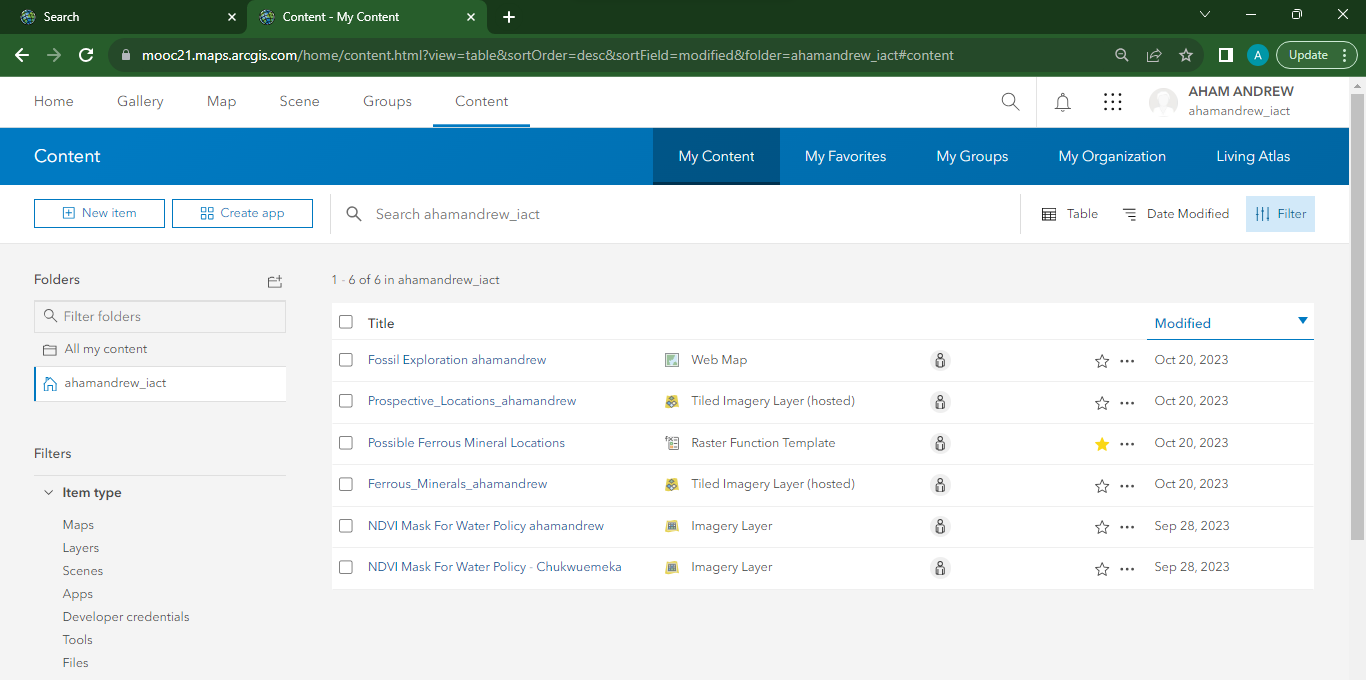 Search
Content - My Content
mooc21.maps.arcgis.com/home/content.html?view=table&sortOrder=desc&sortField=modified&folder=ahamandrew_iact#content
A
Update
Home Gallery Map Scene Groups Content
AHAM ANDREW
ahamandrew_iact
Content
My Content My Favorites My Groups My Organization Living Atlas
New item Create app Search ahamandrew_iact Table Date Modified Filter
Folders
1 - 6 of 6 in ahamandrew_iact
Filter folders
All my content
ahamandrew_iact
Filters
Item type
Maps
Layers
Scenes
Apps
Developer credentials
Tools
Files
Title Modified
Fossil Exploration ahamandrew Web Map Oct 20, 2023
Prospective_Locations_ahamandrew Tiled Imagery Layer (hosted) Oct 20, 2023
Possible Ferrous Mineral Locations Raster Function Template Oct 20, 2023
Ferrous_Minerals_ahamandrew Tiled Imagery Layer (hosted) Oct 20, 2023
NDVI Mask For Water Policy ahamandrew Imagery Layer Sep 28, 2023
NDVI Mask For Water Policy - Chukwuemeka Imagery Layer Sep 28, 2023